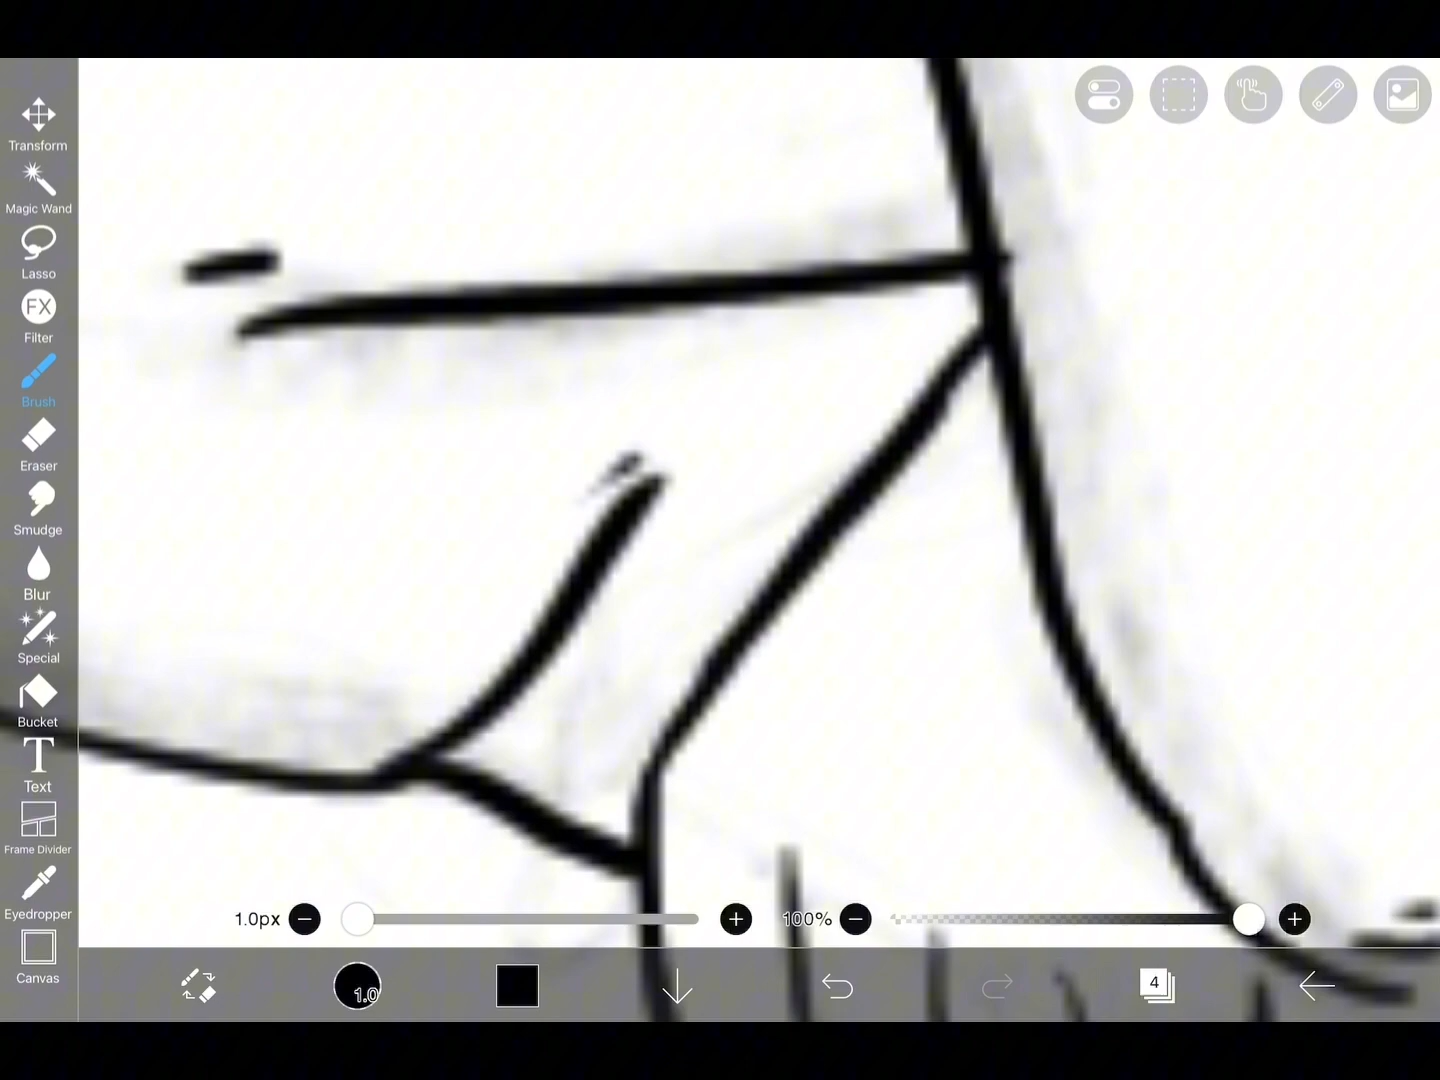 Transform
Magic Wand
Lasso
FX
Filter
Brush
Eraser
Smudge
Blur
Special
Bucket
T
Text
Frame Divider
Eyedropper
Canvas
1.0px
100%
1.0
4